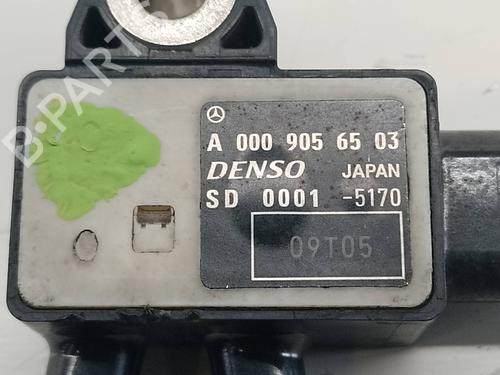 B-PARTS
A 000 905 65 03
DENSO JAPAN
SD 0001 -5170
09T05